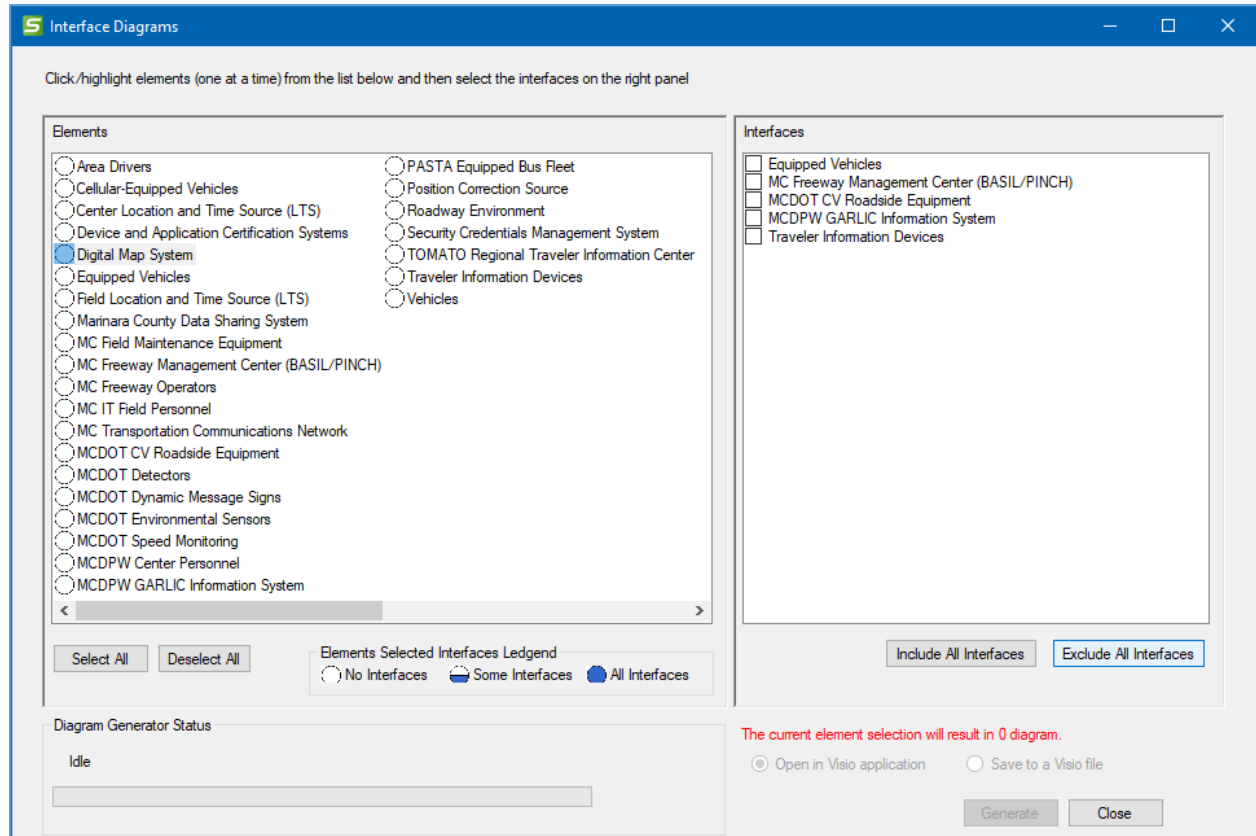 Interface Diagrams
Click/highlight elements (one at a time) from the list below and then select the interfaces on the right panel
Elements
Area Drivers
Cellular-Equipped Vehicles
Center Location and Time Source (LTS)
Device and Application Certification Systems
Digital Map System
Equipped Vehicles
Field Location and Time Source (LTS)
Marinara County Data Sharing System
MC Field Maintenance Equipment
MC Freeway Management Center (BASIL/PINCH)
MC Freeway Operators
MC IT Field Personnel
MC Transportation Communications Network
MCDOT CV Roadside Equipment
MCDOT Detectors
MCDOT Dynamic Message Signs
MCDOT Environmental Sensors
MCDOT Speed Monitoring
MCDPW Center Personnel
MCDPW GARLIC Information System
PASTA Equipped Bus Fleet
Position Correction Source
Roadway Environment
Security Credentials Management System
TOMATO Regional Traveler Information Center
Traveler Information Devices
Vehicles
Select All
Deselect All
Elements Selected Interfaces Ledgend
No Interfaces
Some Interfaces
All Interfaces
Interfaces
Equipped Vehicles
MC Freeway Management Center (BASIL/PINCH)
MCDOT CV Roadside Equipment
MCDPW GARLIC Information System
Traveler Information Devices
Include All Interfaces
Exclude All Interfaces
Diagram Generator Status
Idle
The current element selection will result in 0 diagram.
Open in Visio application
Save to a Visio file
Generate
Close